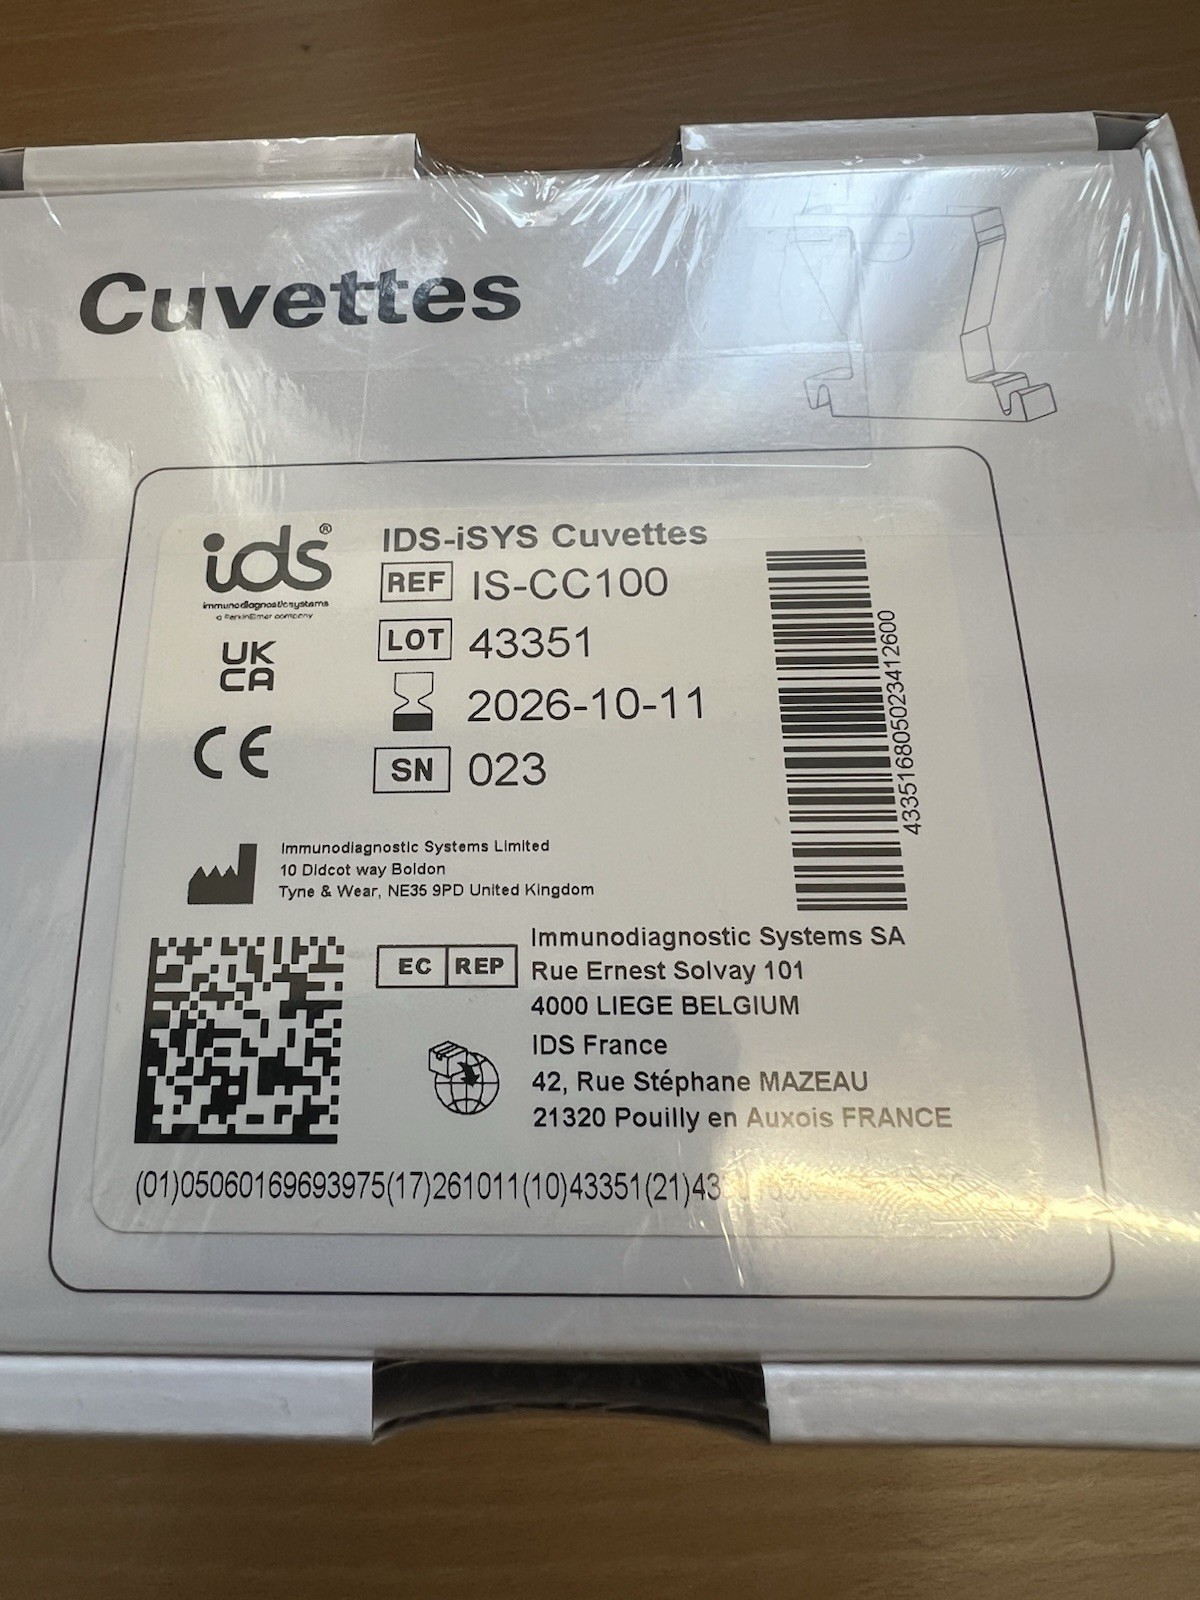 Cuvettes
ids®
immunodiagnosticsystems
a PerkinElmer company
IDS-iSYS Cuvettes
REF IS-CC100
LOT 43351
2026-10-11
SN 023
UK
CA
CE
433516805023412600
Immunodiagnostic Systems Limited
10 Didcot way Boldon
Tyne & Wear, NE35 9PD United Kingdom
EC REP
Immunodiagnostic Systems SA
Rue Ernest Solvay 101
4000 LIEGE BELGIUM
IDS France
42, Rue Stéphane MAZEAU
21320 Pouilly en Auxois FRANCE
(01)05060169693975(17)261011(10)43351(21)43